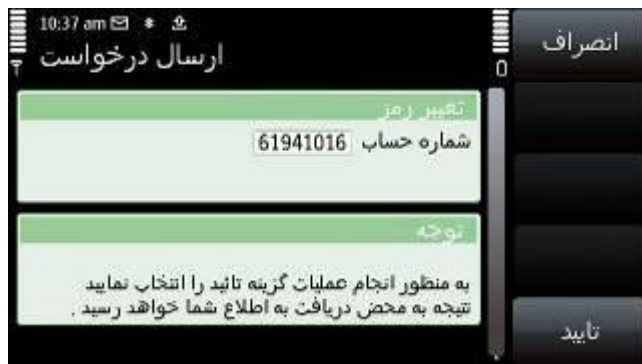 10:37 am
ارسال درخواست
انصراف
تغییر رمز
شماره حساب 61941016
توجه
به منظور انجام عملیات گزینه تائید را انتخاب نمایید
نتیجه به محض دریافت به اطلاع شما خواهد رسید .
تایید